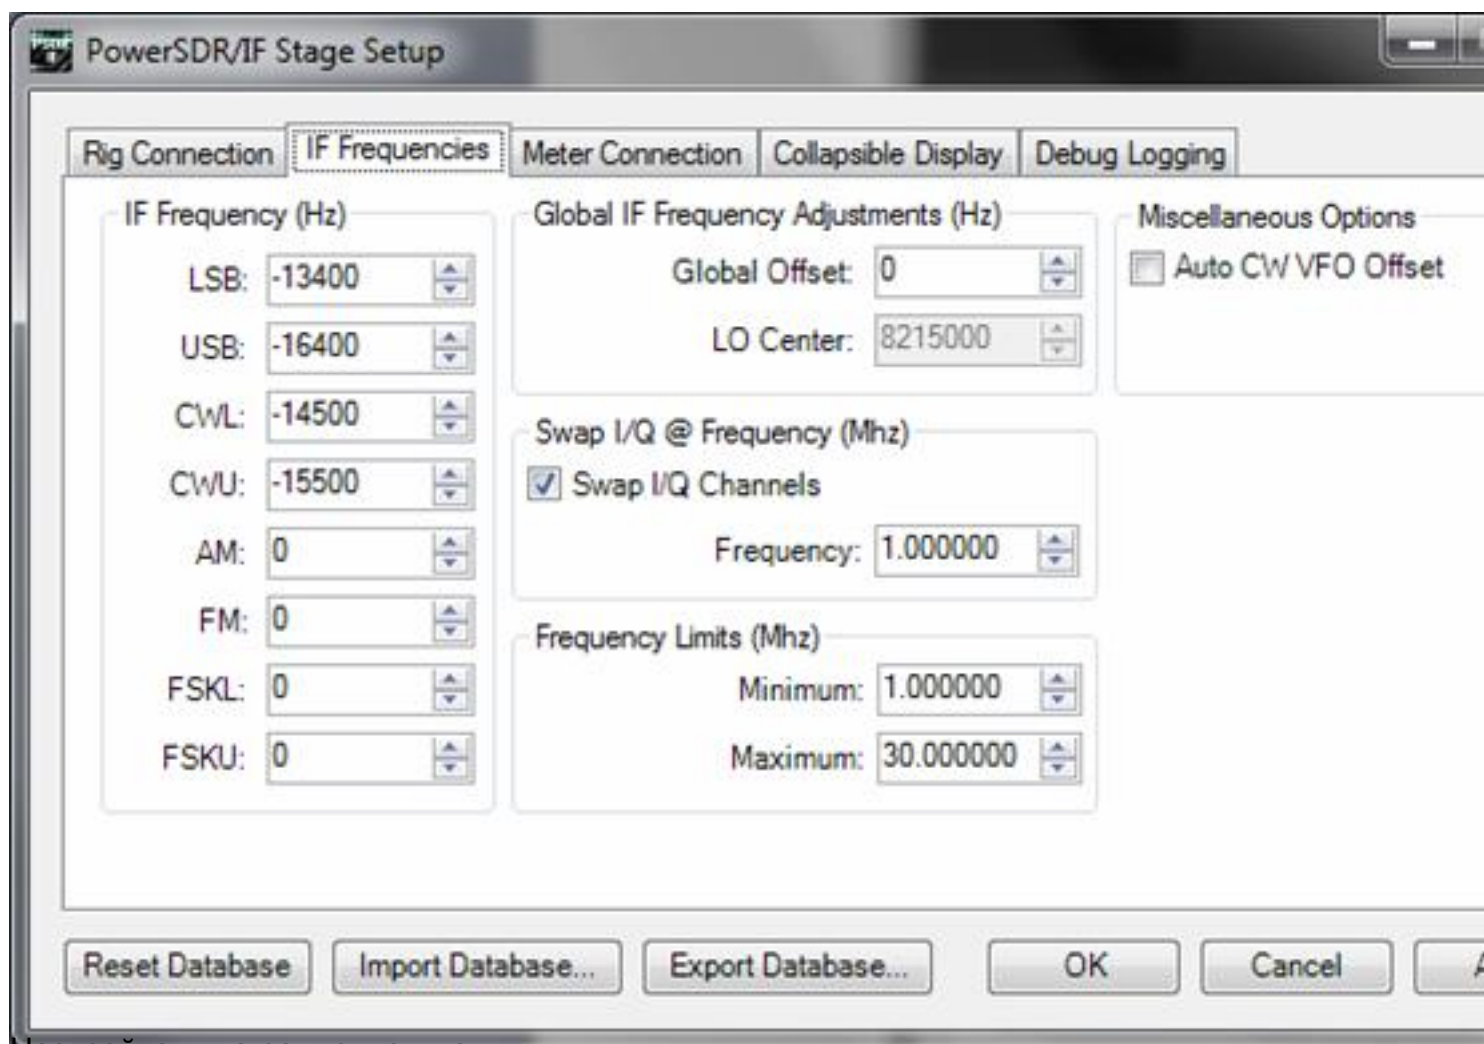 PowerSDR/IF Stage Setup
Rig Connection
IF Frequencies
Meter Connection
Collapsible Display
Debug Logging
IF Frequency (Hz)
LSB: -13400
USB: -16400
CWL: -14500
CWU: -15500
AM: 0
FM: 0
FSKL: 0
FSKU: 0
Global IF Frequency Adjustments (Hz)
Global Offset: 0
LO Center: 8215000
Swap I/Q @ Frequency (Mhz)
Swap I/Q Channels
Frequency: 1.000000
Frequency Limits (Mhz)
Minimum: 1.000000
Maximum: 30.000000
Miscellaneous Options
Auto CW VFO Offset
Reset Database
Import Database...
Export Database...
OK
Cancel